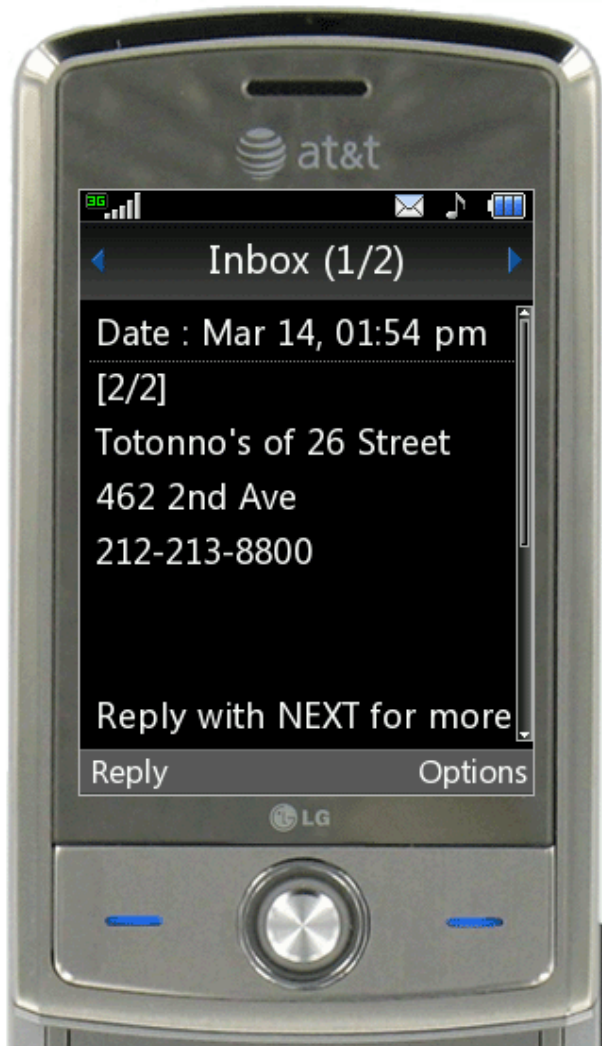 at&t
3G
Inbox (1/2)
Date : Mar 14, 01:54 pm
[2/2]
Totonno's of 26 Street
462 2nd Ave
212-213-8800
Reply with NEXT for more
Reply Options
LG